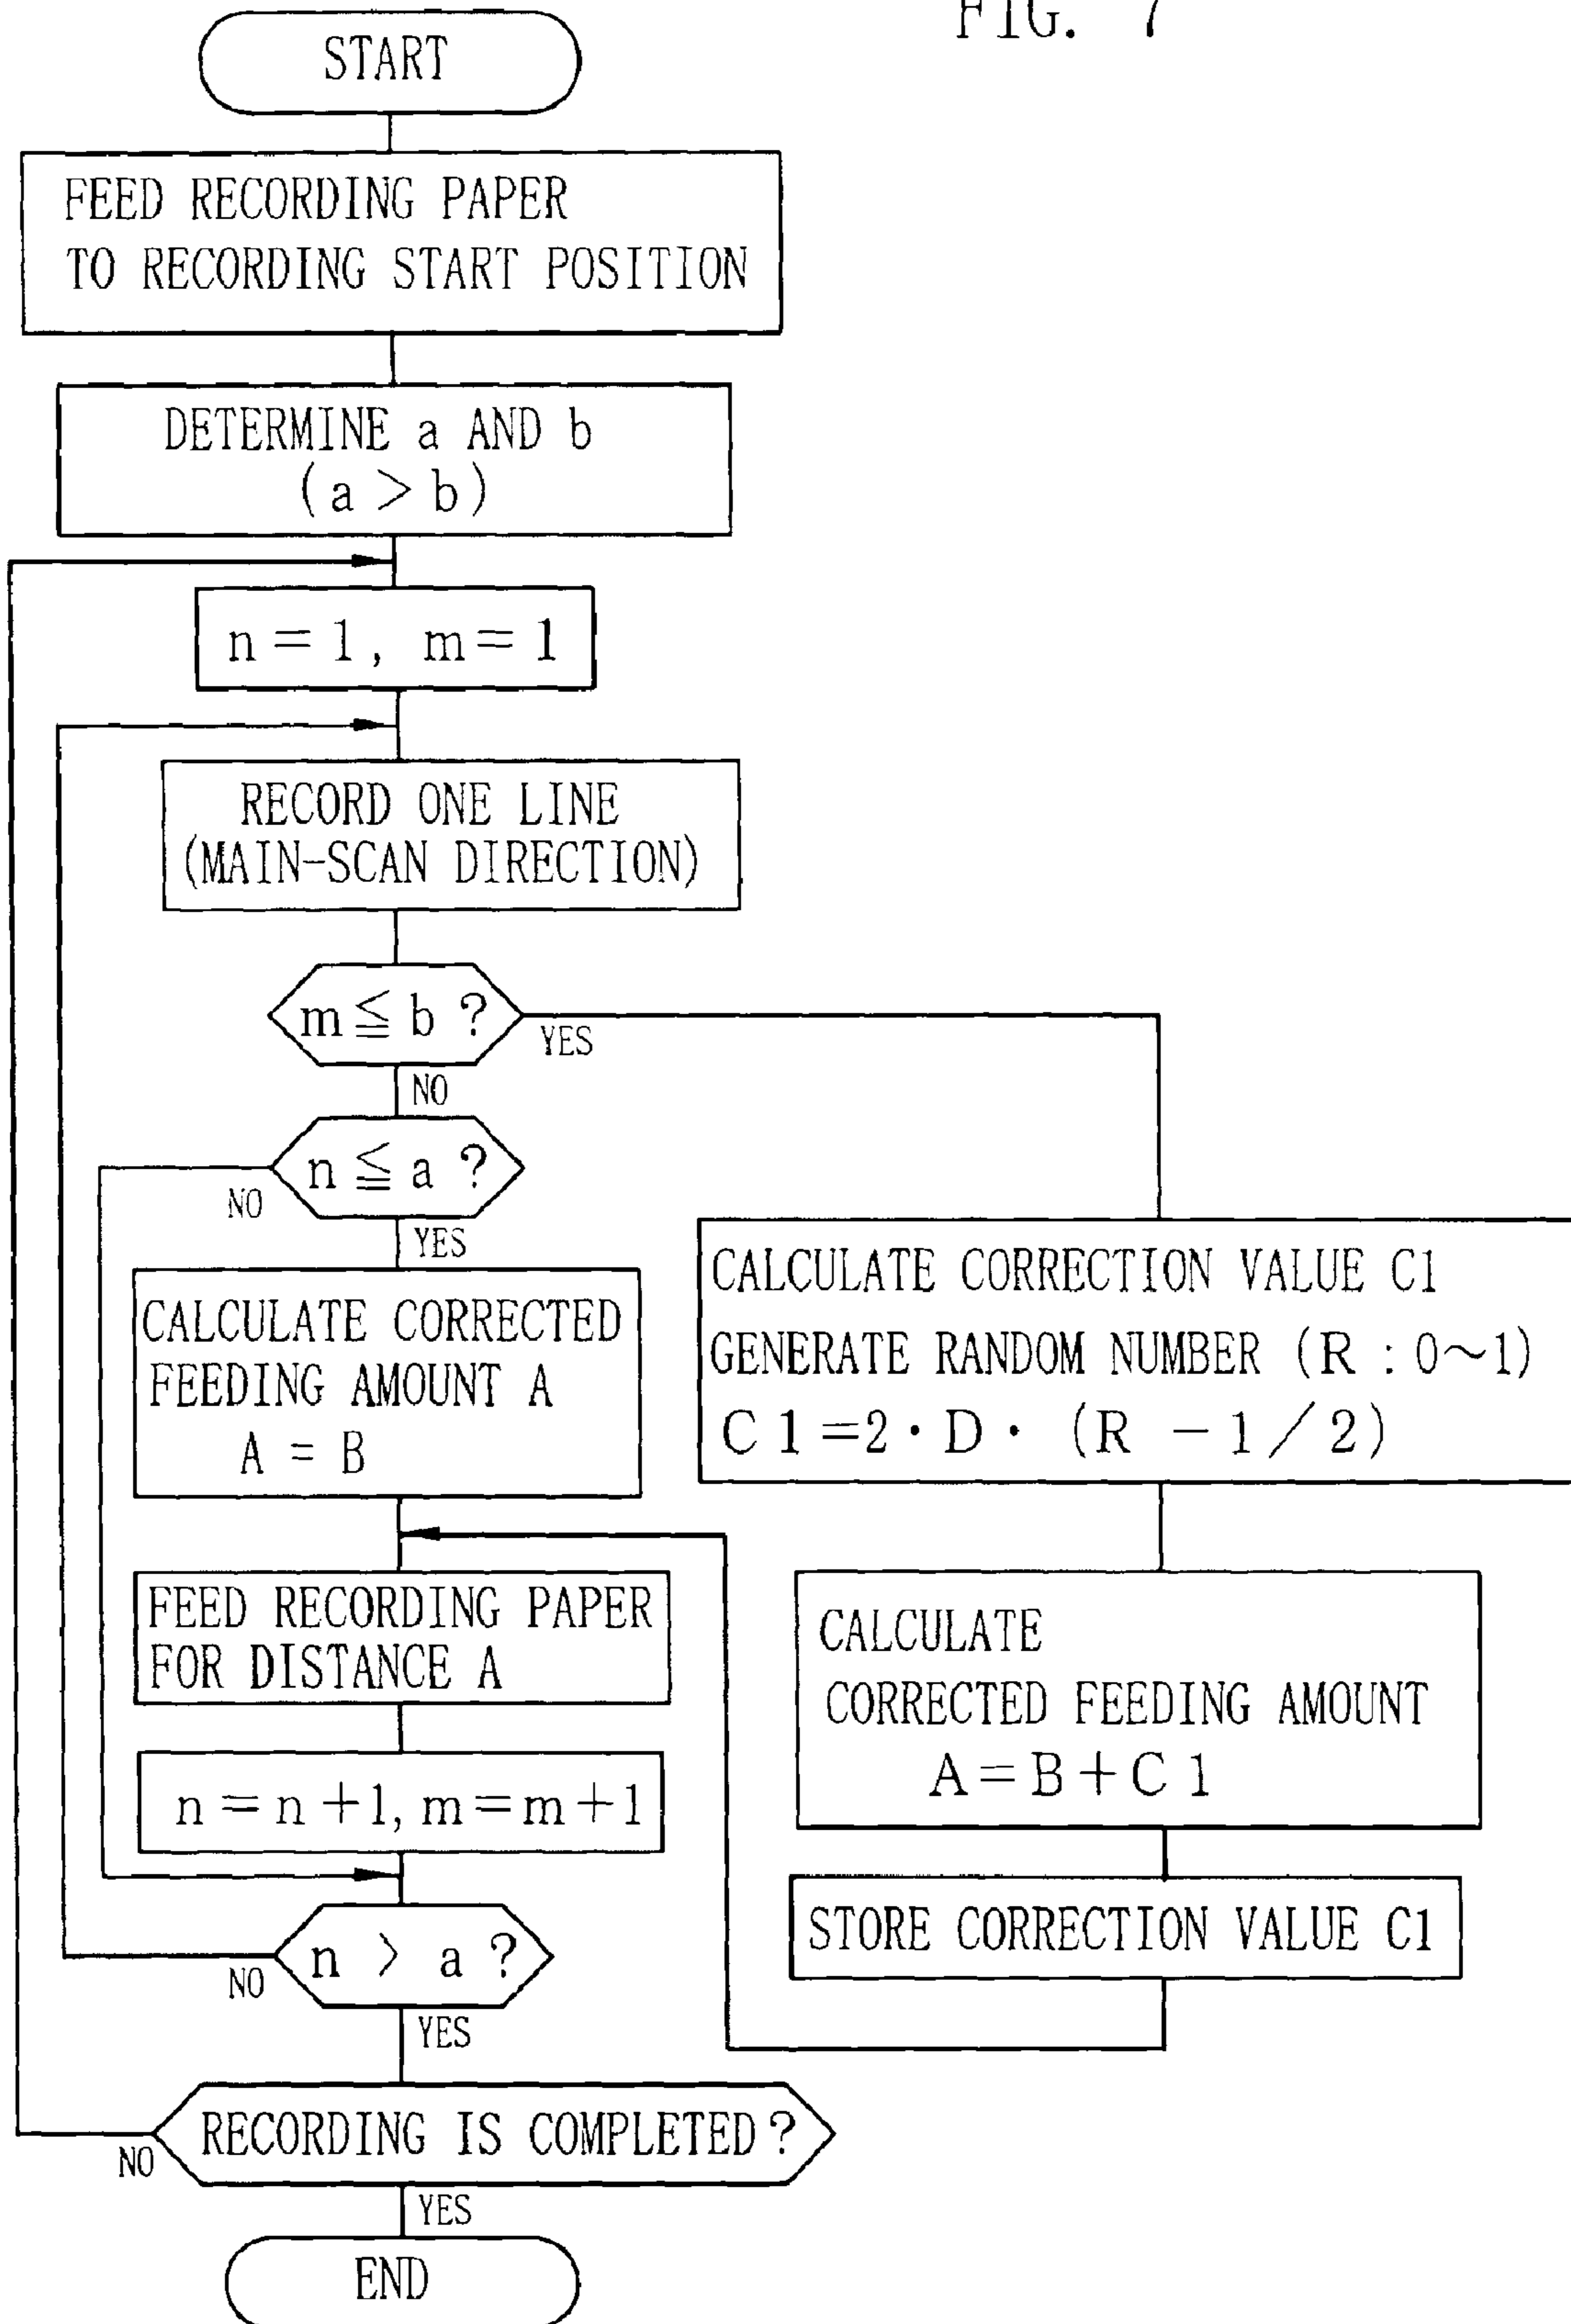 FIG. 7
START
FEED RECORDING PAPER
TO RECORDING START POSITION
DETERMINE a AND b
(a > b)
n = 1, m = 1
RECORD ONE LINE
(MAIN-SCAN DIRECTION)
m ≦ b ?
YES
NO
n ≦ a ?
NO
YES
CALCULATE CORRECTED
FEEDING AMOUNT A
A = B
CALCULATE CORRECTION VALUE C1
GENERATE RANDOM NUMBER (R : 0~1)
C 1 =2・D・ (R - 1 / 2)
FEED RECORDING PAPER
FOR DISTANCE A
CALCULATE
CORRECTED FEEDING AMOUNT
A = B + C 1
n = n +1, m = m +1
STORE CORRECTION VALUE C1
n > a ?
NO
YES
RECORDING IS COMPLETED ?
NO
YES
END